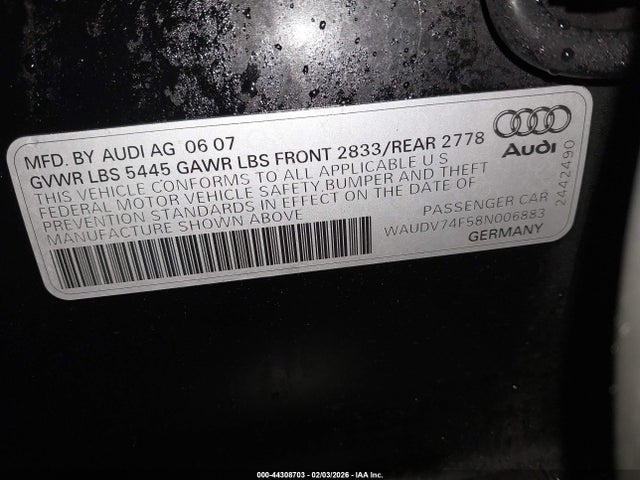 MFD. BY AUDI AG 06 07
GVWR LBS 5445 GAWR LBS FRONT 2833/REAR 2778
THIS VEHICLE CONFORMS TO ALL APPLICABLE U S
FEDERAL MOTOR VEHICLE SAFETY,BUMPER AND THEFT
PREVENTION STANDARDS IN EFFECT ON THE DATE OF
MANUFACTURE SHOWN ABOVE
Audi
PASSENGER CAR
WAUDV74F58N006883
GERMANY
2442490
000-44308703 - 02/03/2026 - IAA Inc.